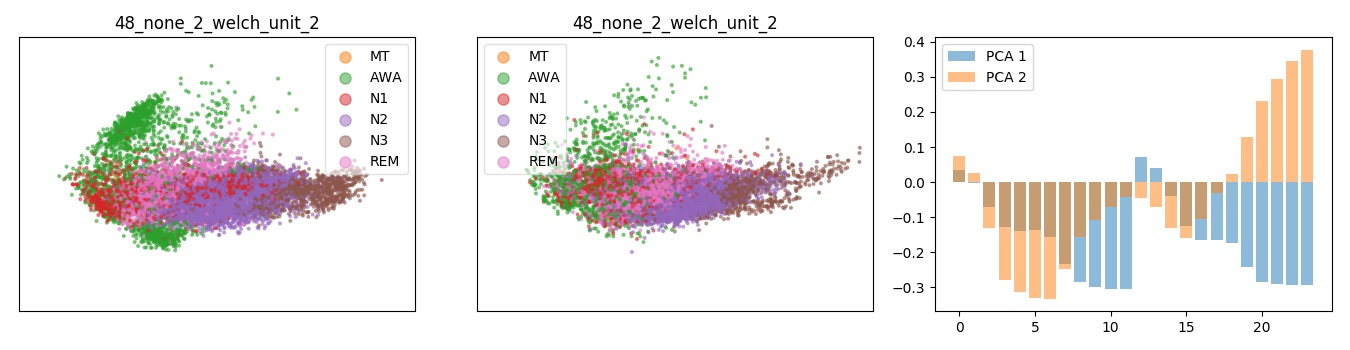 48_none_2_welch_unit_2
MT
AWA
N1
N2
N3
REM
48_none_2_welch_unit_2
MT
AWA
N1
N2
N3
REM
PCA 1
PCA 2
0.4
0.3
0.2
0.1
0.0
−0.1
−0.2
−0.3
0
5
10
15
20